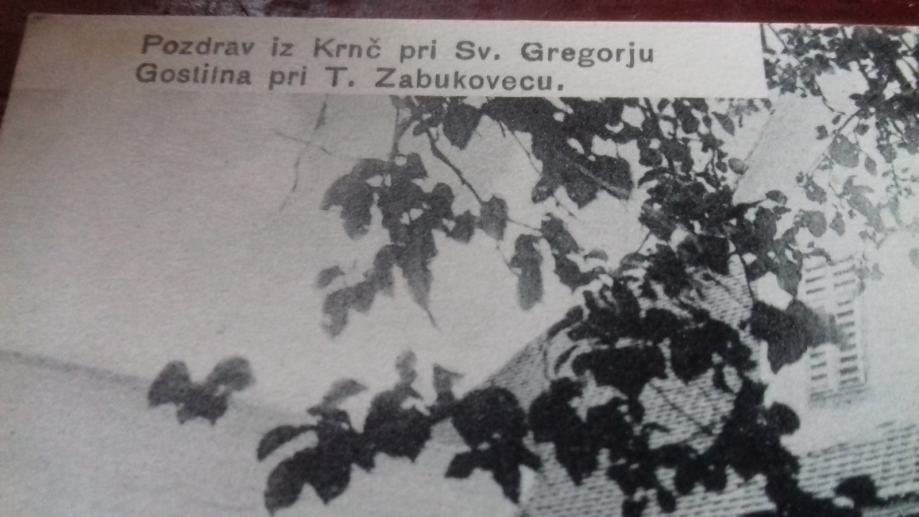 Pozdrav iz Krnč pri Sv. Gregorju
Gostilna pri T. Zabukovecu.